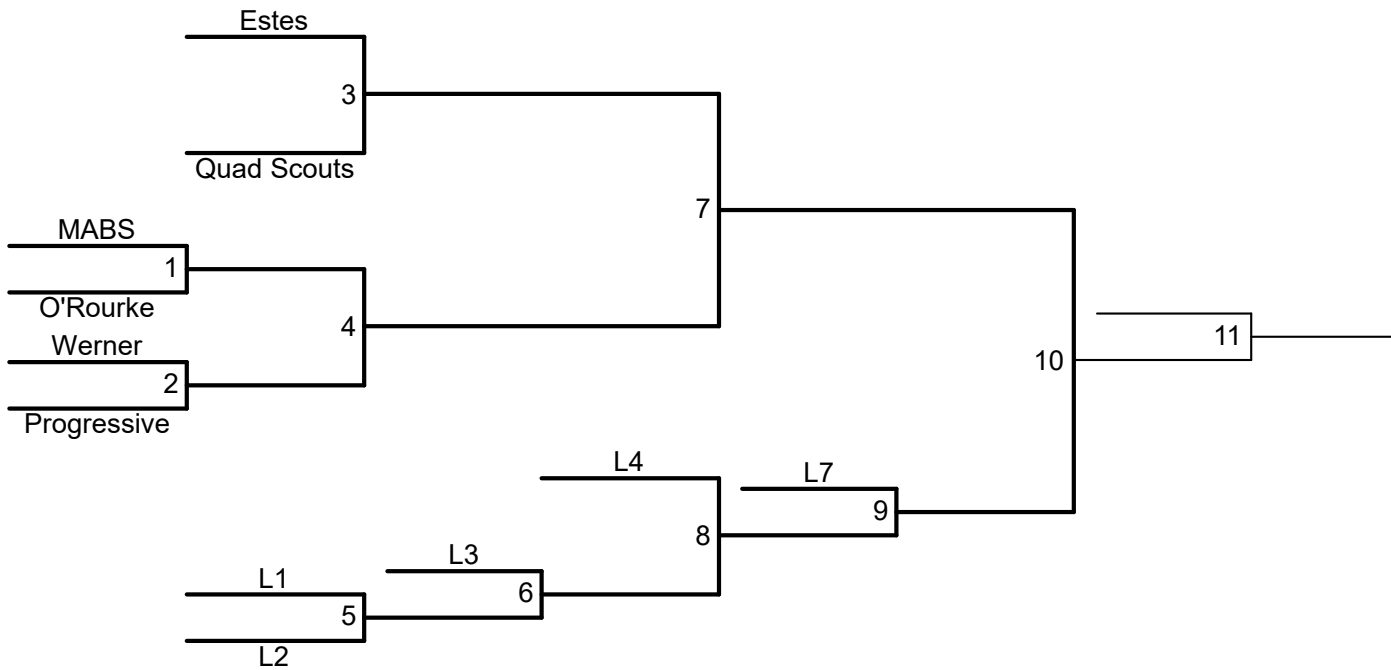 Estes
3
Quad Scouts
7
MABS
1
O'Rourke
4
Werner
2
Progressive
11
10
L4
L7
9
8
L3
6
L1
5
L2